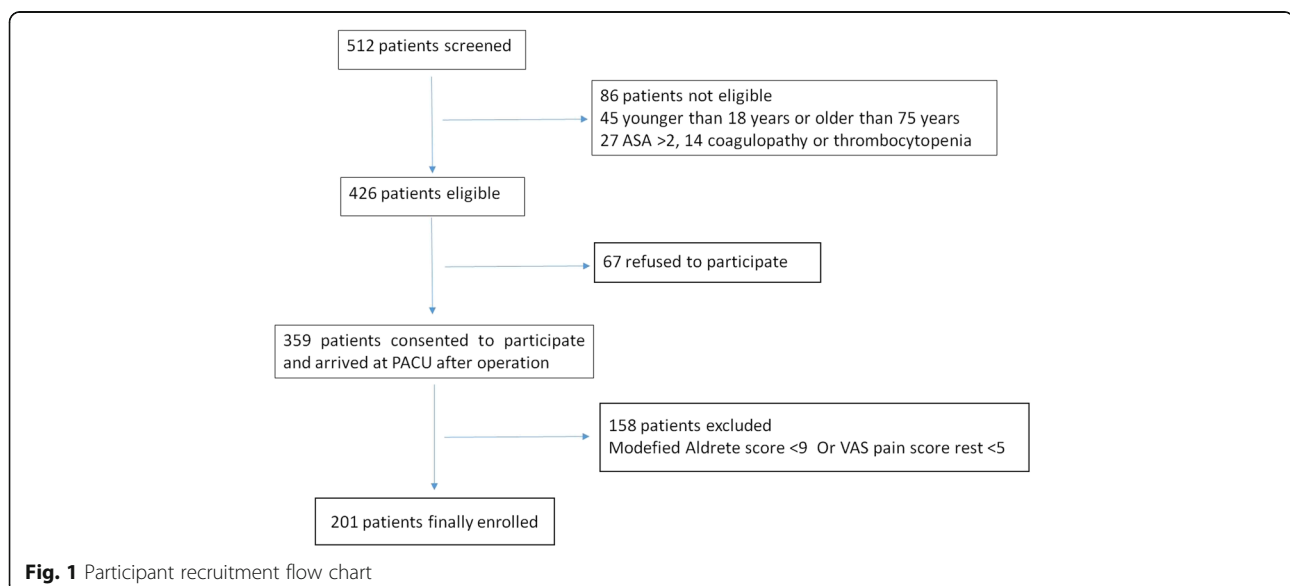 512 patients screened
86 patients not eligible
45 younger than 18 years or older than 75 years
27 ASA >2, 14 coagulopathy or thrombocytopenia
426 patients eligible
67 refused to participate
359 patients consented to participate
and arrived at PACU after operation
158 patients excluded
Modefied Aldrete score <9 Or VAS pain score rest <5
201 patients finally enrolled
Fig. 1 Participant recruitment flow chart